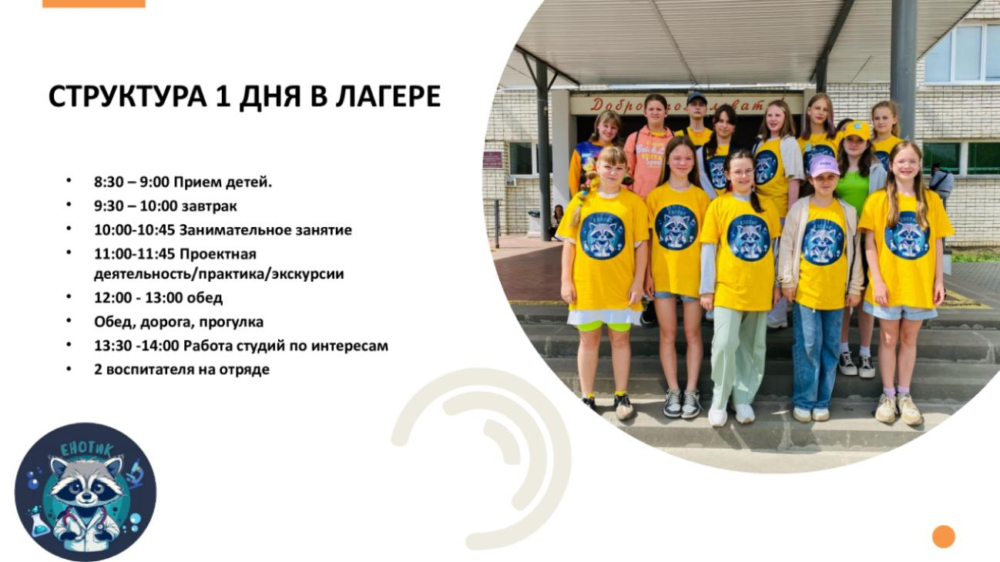 СТРУКТУРА 1 ДНЯ В ЛАГЕРЕ
Добро
8:30 – 9:00 Прием детей.
9:30 – 10:00 завтрак
10:00-10:45 Занимательное занятие
11:00-11:45 Проектная
деятельность/практика/экскурсии
12:00 - 13:00 обед
Обед, дорога, прогулка
13:30 -14:00 Работа студий по интересам
2 воспитателя на отряде
ЕНОТИК
ЕНОТИК